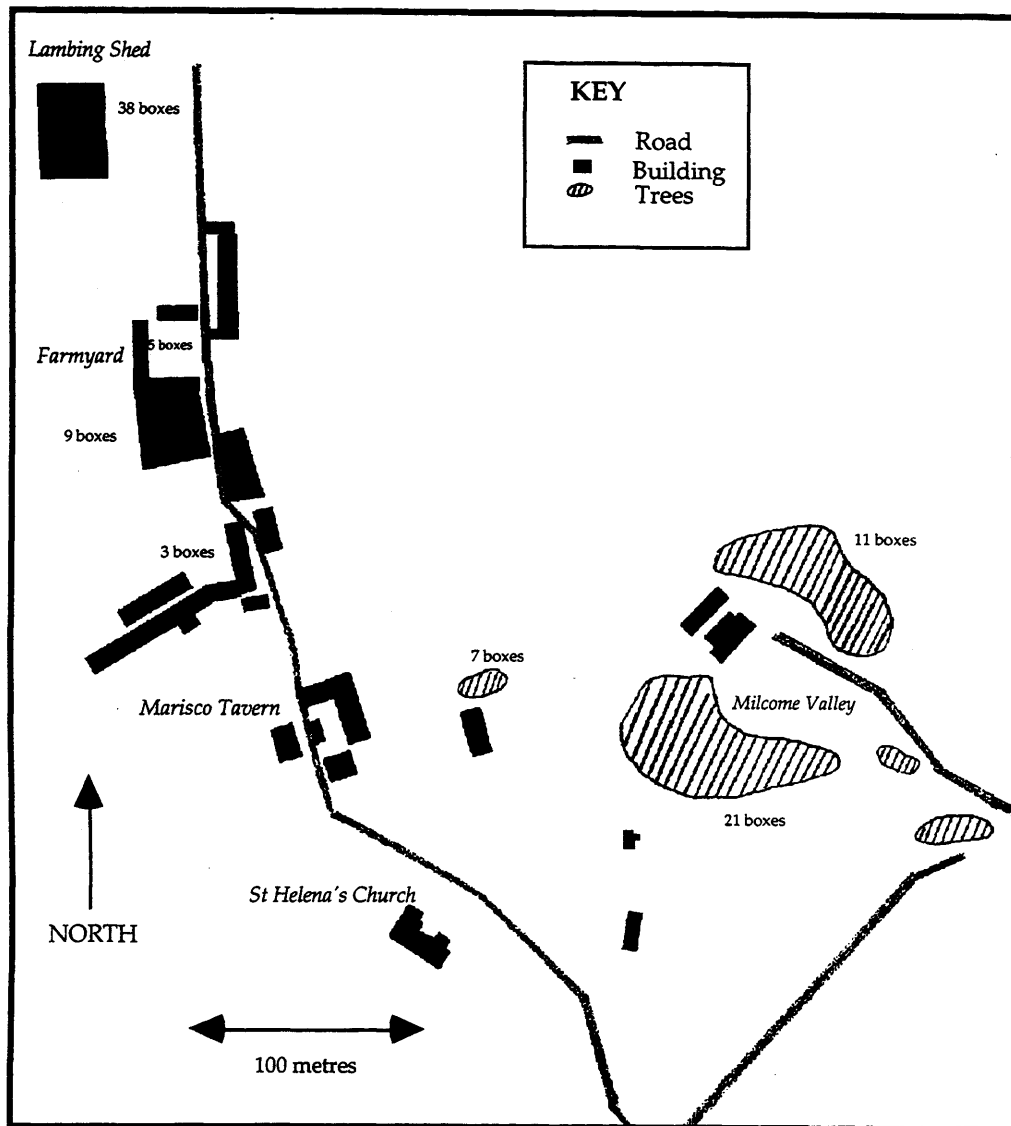 Lambing Shed
38 boxes
KEY
Road
Building
Trees
Farmyard
5 boxes
9 boxes
3 boxes
11 boxes
7 boxes
Marisco Tavern
Milcome Valley
21 boxes
St Helena's Church
NORTH
100 metres